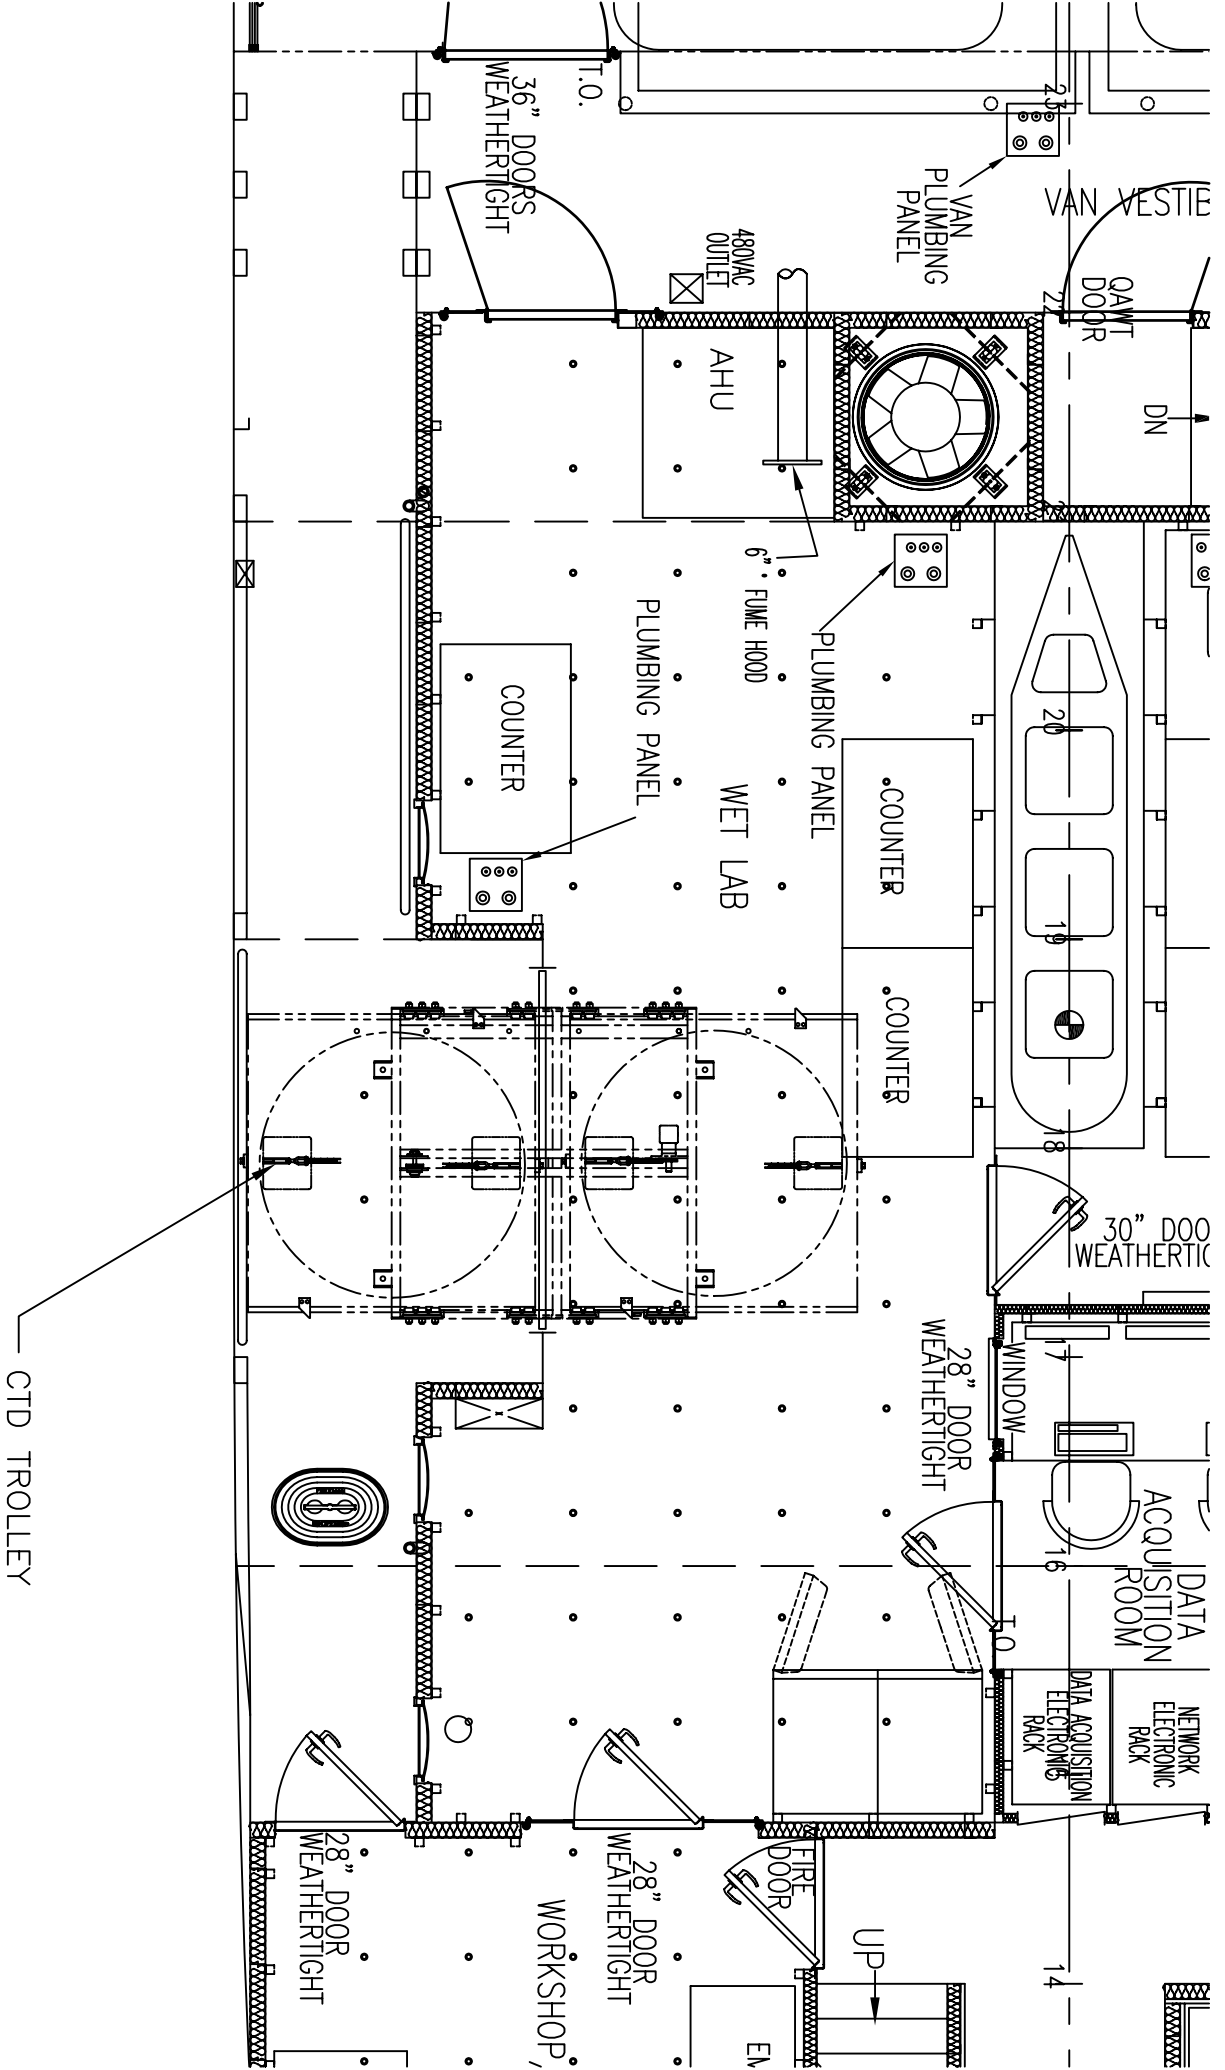 36" DOORS
WEATHERTIGHT
T.O.
23
VAN
PLUMBING
PANEL
VAN VESTIB
480VAC
OUTLET
22
QAWT
DOOR
AHU
DN
6" FUME HOOD
PLUMBING PANEL
PLUMBING PANEL
COUNTER
WET LAB
COUNTER
COUNTER
20
19
18
30" DOO
WEATHERTIG
17
WINDOW
28" DOOR
WEATHERTIGHT
16
DATA
ACQUISITION
ROOM
T.O
DATA ACQUISITION
ELECTRONIC
RACK
NETWORK
ELECTRONIC
RACK
CTD TROLLEY
28" DOOR
WEATHERTIGHT
28" DOOR
WEATHERTIGHT
FIRE
DOOR
WORKSHOP,
UP
14